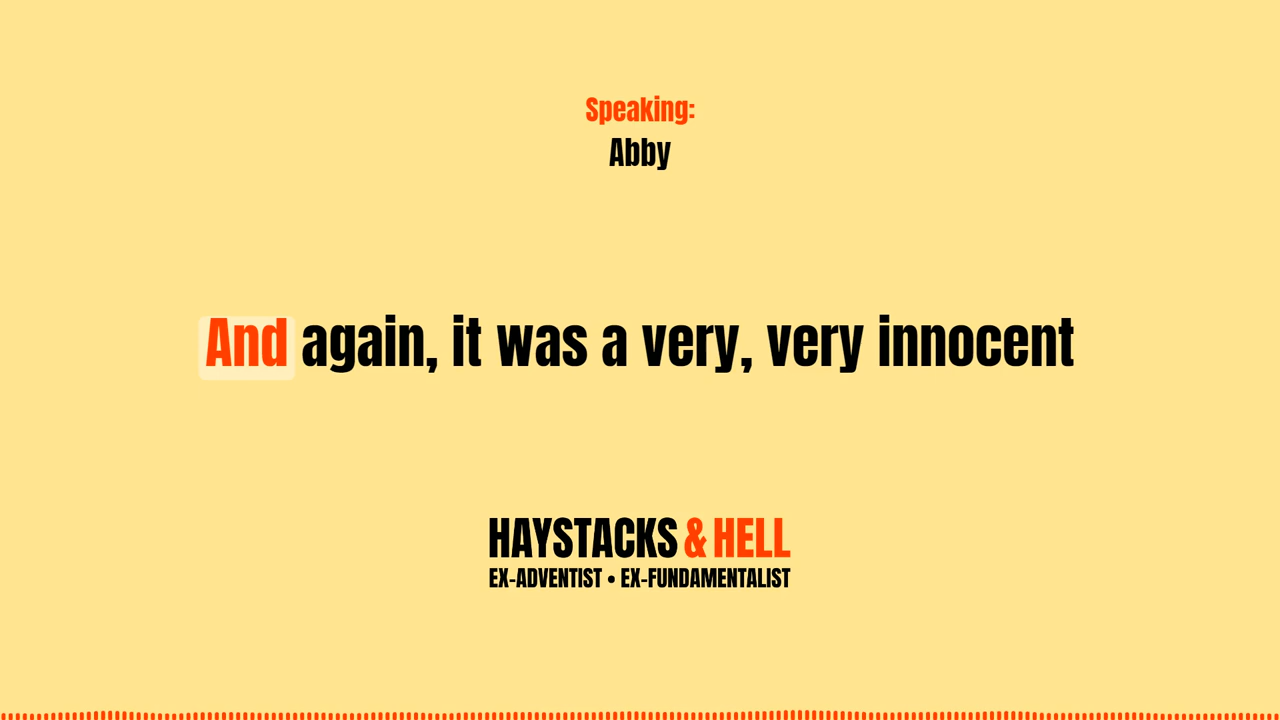 Speaking:
Abby
And again, it was a very, very innocent
HAYSTACKS & HELL
EX-ADVENTIST • EX-FUNDAMENTALIST